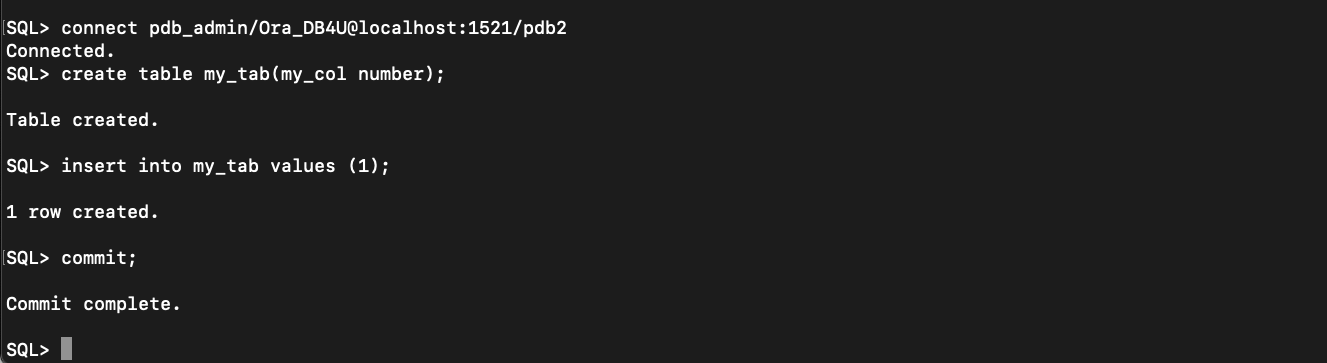 SQL> connect pdb_admin/Ora_DB4U@localhost:1521/pdb2
Connected.
SQL> create table my_tab(my_col number);
Table created.
SQL> insert into my_tab values (1);
1 row created.
SQL> commit;
Commit complete.
SQL>